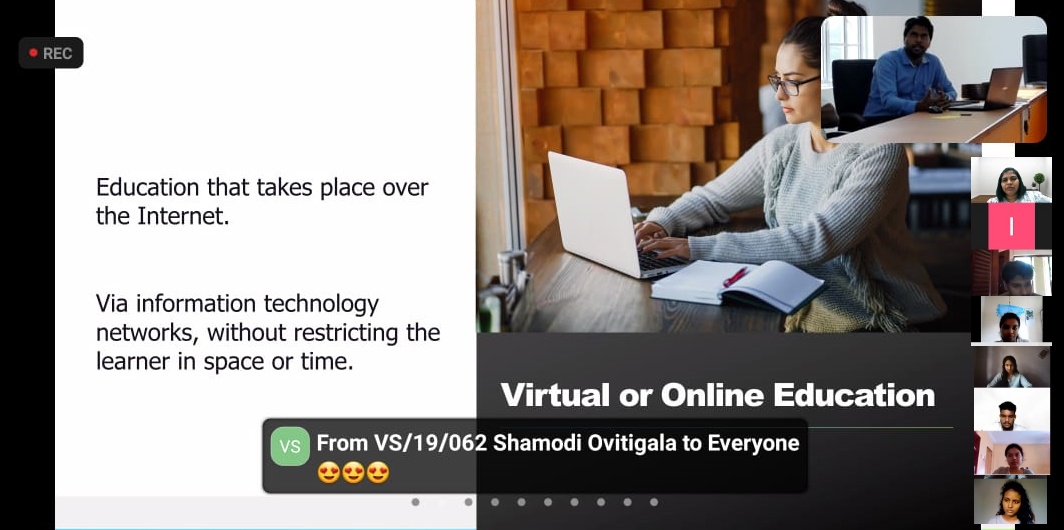 REC
Education that takes place over
the Internet.
Via information technology
networks, without restricting the
learner in space or time.
Virtual or Online Education
VS
From VS/19/062 Shamodi Ovitigala to Everyone
😍😍😍
I